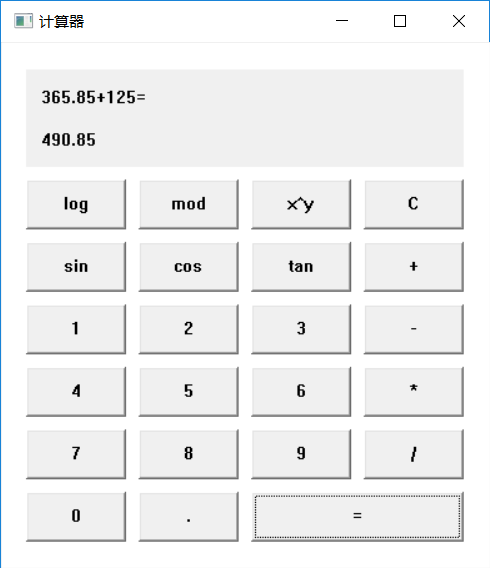 计算器
365.85+125=
490.85
log mod x^y C
sin cos tan +
1 2 3 -
4 5 6 *
7 8 9 /
0 . =